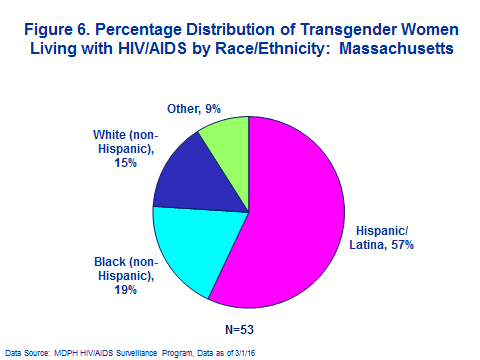 Figure 6. Percentage Distribution of Transgender Women
Living with HIV/AIDS by Race/Ethnicity:  Massachusetts
Other, 9%
White (non-
Hispanic),
15%
Hispanic/
Latina, 57%
Black (non-
Hispanic),
19%
N=53
Data Source:  MDPH HIV/AIDS Surveillance  Program, Data as of 3/1/16